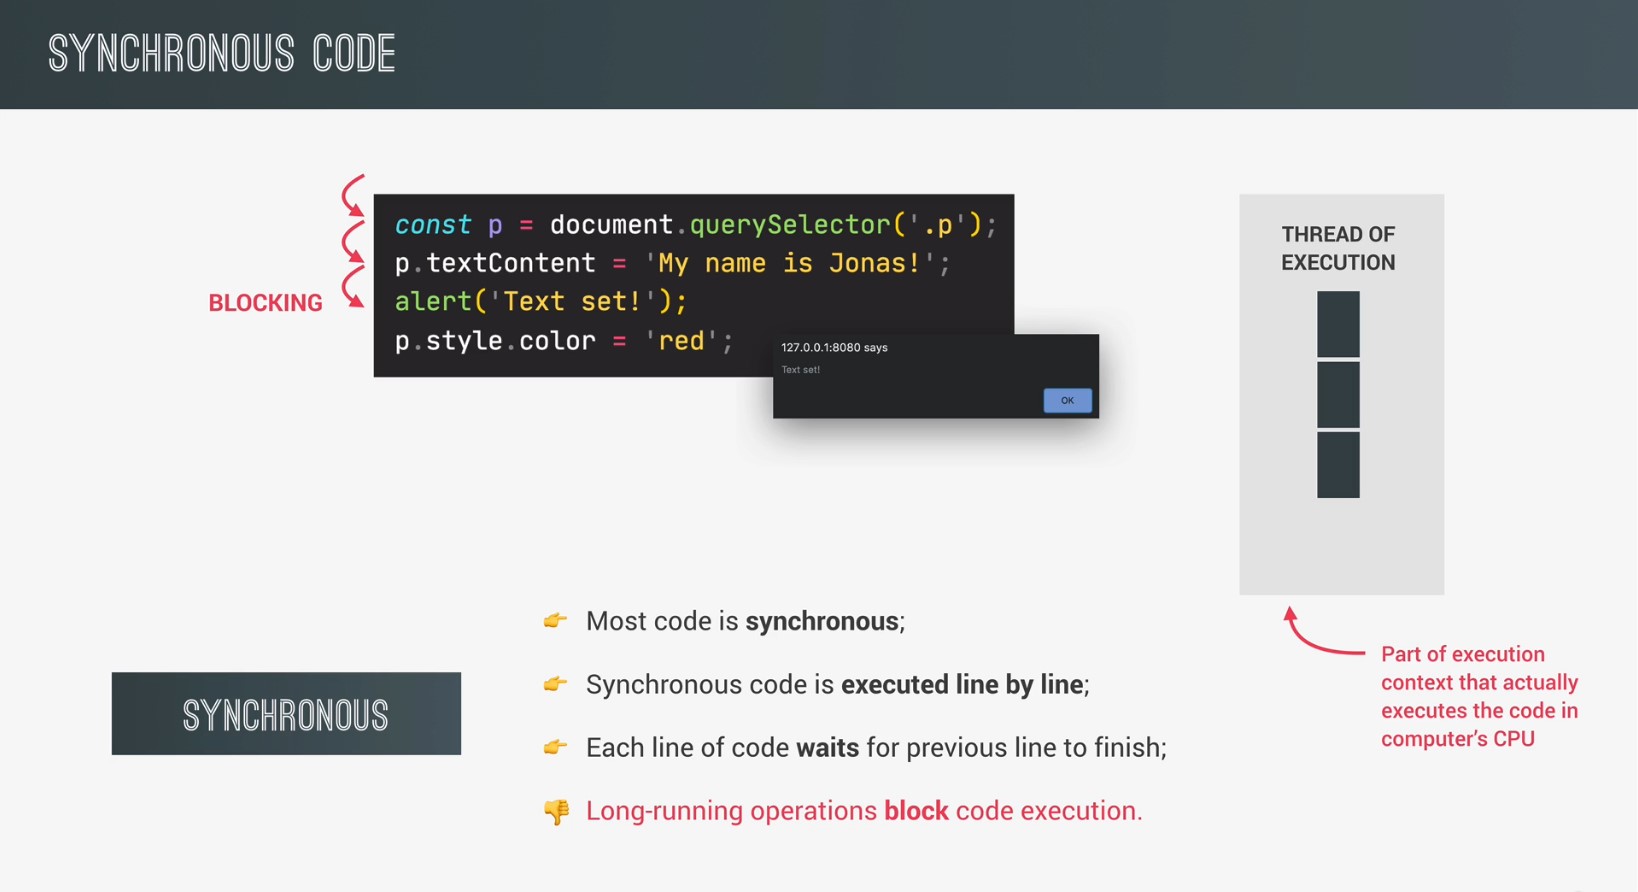 SYNCHRONOUS CODE
const p = document.querySelector('.p');
p.textContent = 'My name is Jonas!';
alert('Text set!');
p.style.color = 'red';
BLOCKING
127.0.0.1:8080 says
Text set!
OK
THREAD OF
EXECUTION
Part of execution
context that actually
executes the code in
computer’s CPU
SYNCHRONOUS
👉 Most code is synchronous;
👉 Synchronous code is executed line by line;
👉 Each line of code waits for previous line to finish;
👎 Long-running operations block code execution.